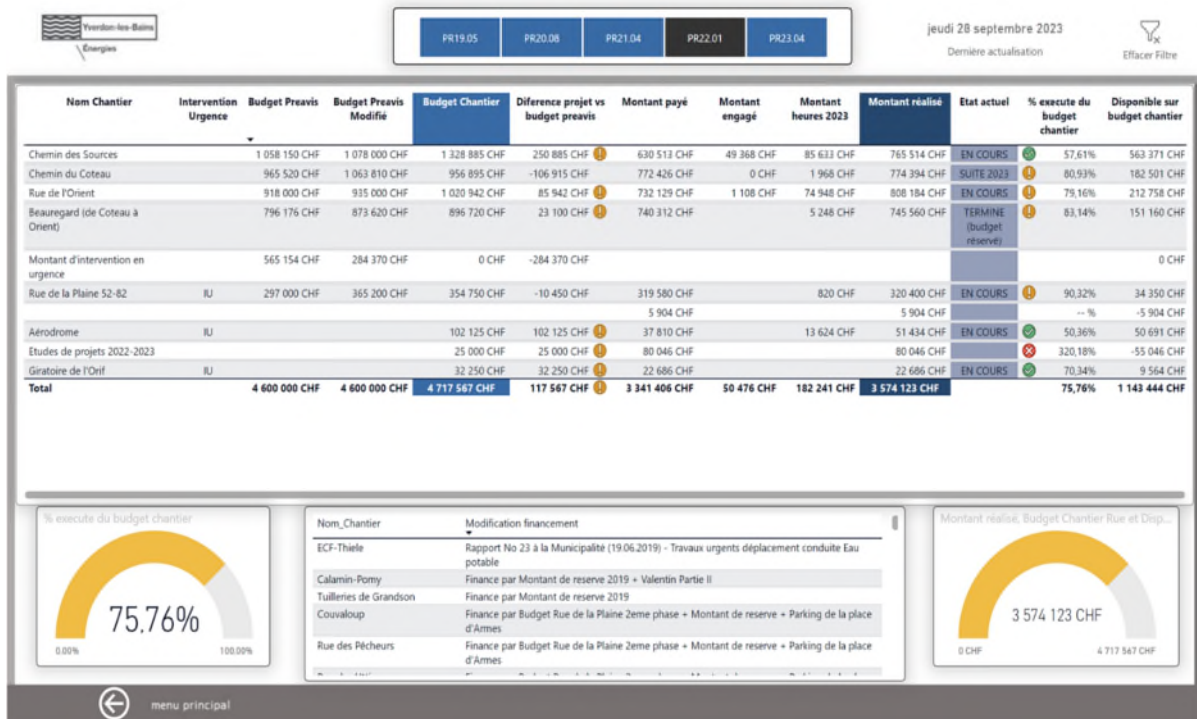 Yverdon-les-Bains
Énergies
PR19.05 PR20.08 PR21.04 PR22.01 PR23.04
jeudi 28 septembre 2023
Dernière actualisation
Effacer Filtre
Nom Chantier Intervention Urgence Budget Preavis Budget Preavis Modifié Budget Chantier Diference projet vs budget preavis Montant payé Montant engagé Montant heures 2023 Montant réalisé Etat actuel % execute du budget chantier Disponible sur budget chantier
Chemin des Sources 1 058 150 CHF 1 078 000 CHF 1 328 885 CHF 250 885 CHF 630 513 CHF 49 368 CHF 85 633 CHF 765 514 CHF EN COURS 57,61% 563 371 CHF
Chemin du Coteau 965 520 CHF 1 063 810 CHF 956 895 CHF -106 915 CHF 772 426 CHF 0 CHF 1 968 CHF 774 394 CHF SUITE 2023 80,93% 182 501 CHF
Rue de l'Orient 918 000 CHF 935 000 CHF 1 020 942 CHF 85 942 CHF 732 129 CHF 1 108 CHF 74 948 CHF 808 184 CHF EN COURS 79,16% 212 758 CHF
Beauregard (de Coteau à Orient) 796 176 CHF 873 620 CHF 896 720 CHF 23 100 CHF 740 312 CHF 5 248 CHF 745 560 CHF TERMINE (budget réservé) 83,14% 151 160 CHF
Montant d'intervention en urgence 565 154 CHF 284 370 CHF 0 CHF -284 370 CHF 0 CHF
Rue de la Plaine 52-82 IU 297 000 CHF 365 200 CHF 354 750 CHF -10 450 CHF 319 580 CHF 820 CHF 320 400 CHF EN COURS 90,32% 34 350 CHF
5 904 CHF 5 904 CHF -- % -5 904 CHF
Aérodrome IU 102 125 CHF 102 125 CHF 37 810 CHF 13 624 CHF 51 434 CHF EN COURS 50,36% 50 691 CHF
Etudes de projets 2022-2023 25 000 CHF 25 000 CHF 80 046 CHF 80 046 CHF 320,18% -55 046 CHF
Giratoire de l'Orif IU 32 250 CHF 32 250 CHF 22 686 CHF 22 686 CHF EN COURS 70,34% 9 564 CHF
Total 4 600 000 CHF 4 600 000 CHF 4 717 567 CHF 117 567 CHF 3 341 406 CHF 50 476 CHF 182 241 CHF 3 574 123 CHF 75,76% 1 143 444 CHF
% execute du budget chantier
75,76%
0.00% 100.00%
Nom_Chantier Modification financement
ECF-Thiele Rapport No 23 à la Municipalité (19.06.2019) - Travaux urgents déplacement conduite Eau potable
Calamin-Pomy Finance par Montant de reserve 2019 + Valentin Partie II
Tuilleries de Grandson Finance par Montant de reserve 2019
Couvaloup Finance par Budget Rue de la Plaine 2eme phase + Montant de reserve + Parking de la place d'Armes
Rue des Pêcheurs Finance par Budget Rue de la Plaine 2eme phase + Montant de reserve + Parking de la place d'Armes
Montant réalisé, Budget Chantier Rue et Disp...
3 574 123 CHF
0 CHF 4 717 567 CHF
menu principal